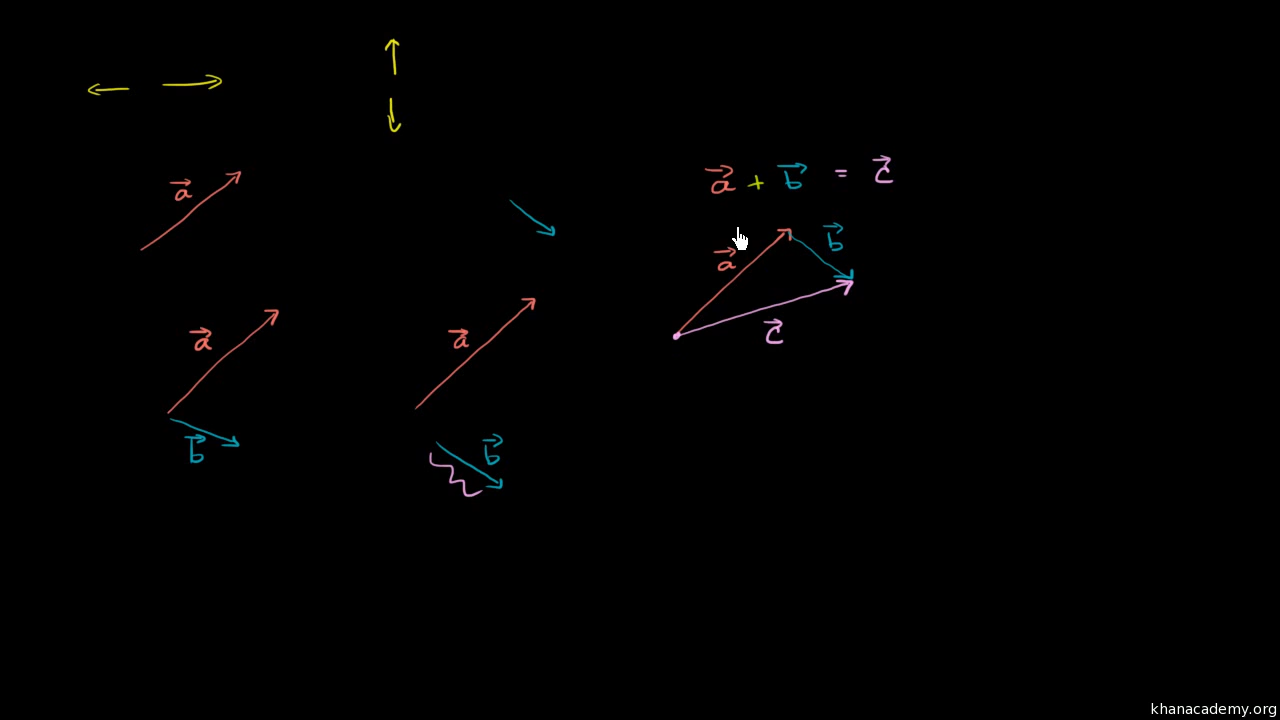 a⃗ + b⃗ = c⃗
a⃗
a⃗
b⃗
c⃗
a⃗
a⃗
b⃗
b⃗
khanacademy.org